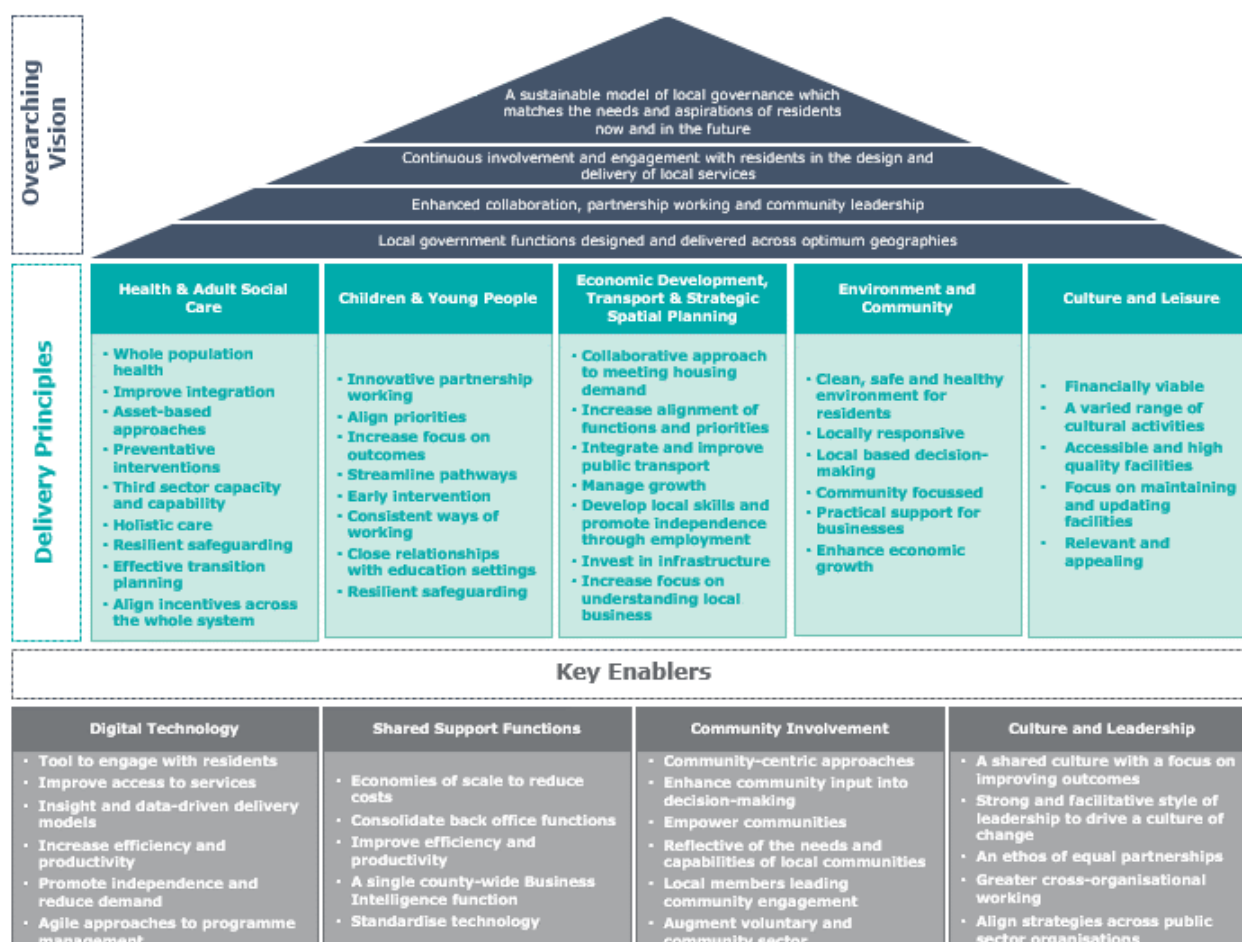 Overarching
Vision
A sustainable model of local governance which
matches the needs and aspirations of residents
now and in the future
Continuous involvement and engagement with residents in the design and
delivery of local services
Enhanced collaboration, partnership working and community leadership
Local government functions designed and delivered across optimum geographies
Delivery Principles
Health & Adult Social
Care
▪ Whole population
health
▪ Improve integration
▪ Asset-based
approaches
▪ Preventative
interventions
▪ Third sector capacity
and capability
▪ Holistic care
▪ Resilient safeguarding
▪ Effective transition
planning
▪ Align incentives across
the whole system
Children & Young People
▪ Innovative partnership
working
▪ Align priorities
▪ Increase focus on
outcomes
▪ Streamline pathways
▪ Early intervention
▪ Consistent ways of
working
▪ Close relationships
with education settings
▪ Resilient safeguarding
Economic Development,
Transport & Strategic
Spatial Planning
▪ Collaborative approach
to meeting housing
demand
▪ Increase alignment of
functions and priorities
▪ Integrate and improve
public transport
▪ Manage growth
▪ Develop local skills and
promote independence
through employment
▪ Invest in infrastructure
▪ Increase focus on
understanding local
business
Environment and
Community
▪ Clean, safe and healthy
environment for
residents
▪ Locally responsive
▪ Local based decision-
making
▪ Community focussed
▪ Practical support for
businesses
▪ Enhance economic
growth
Culture and Leisure
▪ Financially viable
▪ A varied range of
cultural activities
▪ Accessible and high
quality facilities
▪ Focus on maintaining
and updating
facilities
▪ Relevant and
appealing
Key Enablers
Digital Technology
▪ Tool to engage with residents
▪ Improve access to services
▪ Insight and data-driven delivery
models
▪ Increase efficiency and
productivity
▪ Promote independence and
reduce demand
▪ Agile approaches to programme
management
Shared Support Functions
▪ Economies of scale to reduce
costs
▪ Consolidate back office functions
▪ Improve efficiency and
productivity
▪ A single county-wide Business
Intelligence function
▪ Standardise technology
Community Involvement
▪ Community-centric approaches
▪ Enhance community input into
decision-making
▪ Empower communities
▪ Reflective of the needs and
capabilities of local communities
▪ Local members leading
community engagement
▪ Augment voluntary and
community sector
Culture and Leadership
▪ A shared culture with a focus on
improving outcomes
▪ Strong and facilitative style of
leadership to drive a culture of
change
▪ An ethos of equal partnerships
▪ Greater cross-organisational
working
▪ Align strategies across public
sector organisations